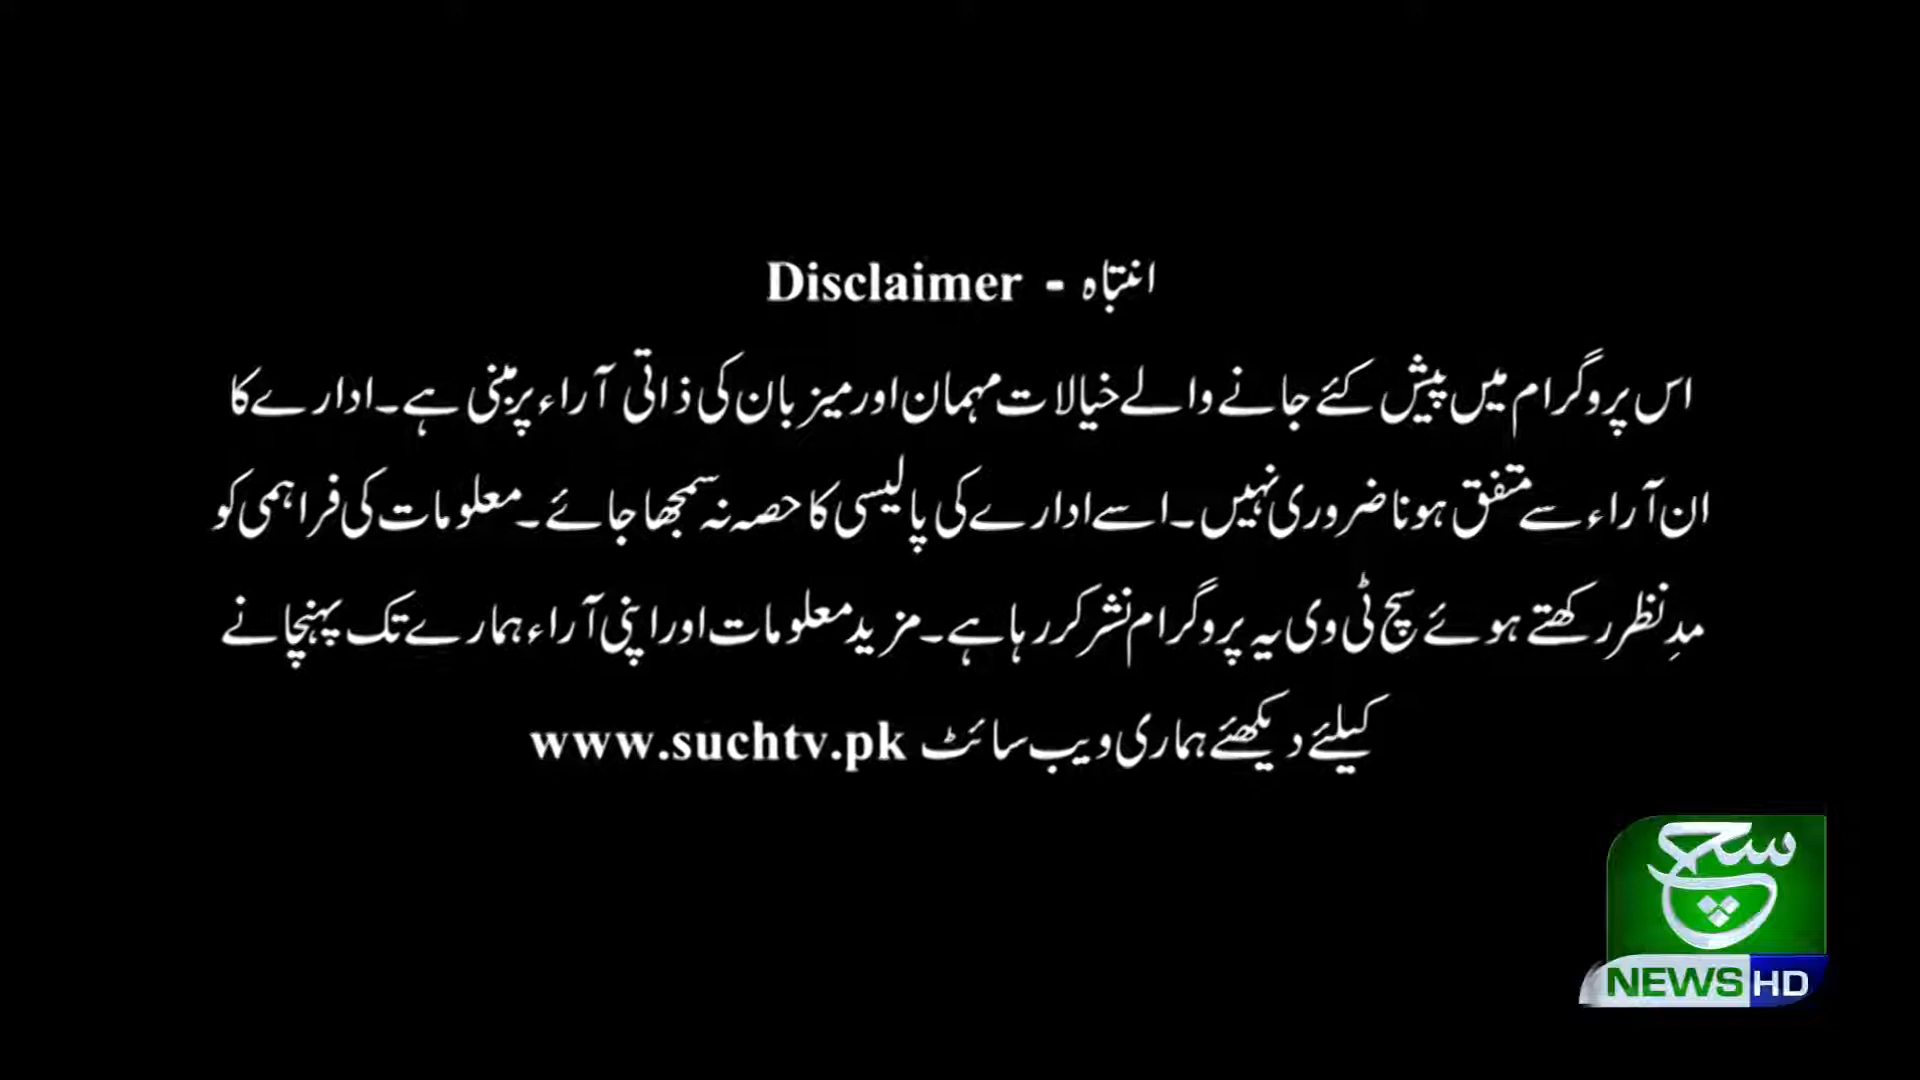 انتباہ - Disclaimer
اس پروگرام میں پیش کئے جانے والے خیالات مہمان اور میزبان کی ذاتی آراء پر مبنی ہے۔ ادارے کا
ان آراء سے متفق ہونا ضروری نہیں۔ اسے ادارے کی پالیسی کا حصہ نہ سمجھا جائے۔ معلومات کی فراہمی کو
مدِنظر رکھتے ہوئے سچ ٹی وی یہ پروگرام نشر کر رہا ہے۔ مزید معلومات اور اپنی آراء ہمارے تک پہنچانے
کیلئے دیکھئے ہماری ویب سائٹ www.suchtv.pk
سچ
NEWS HD